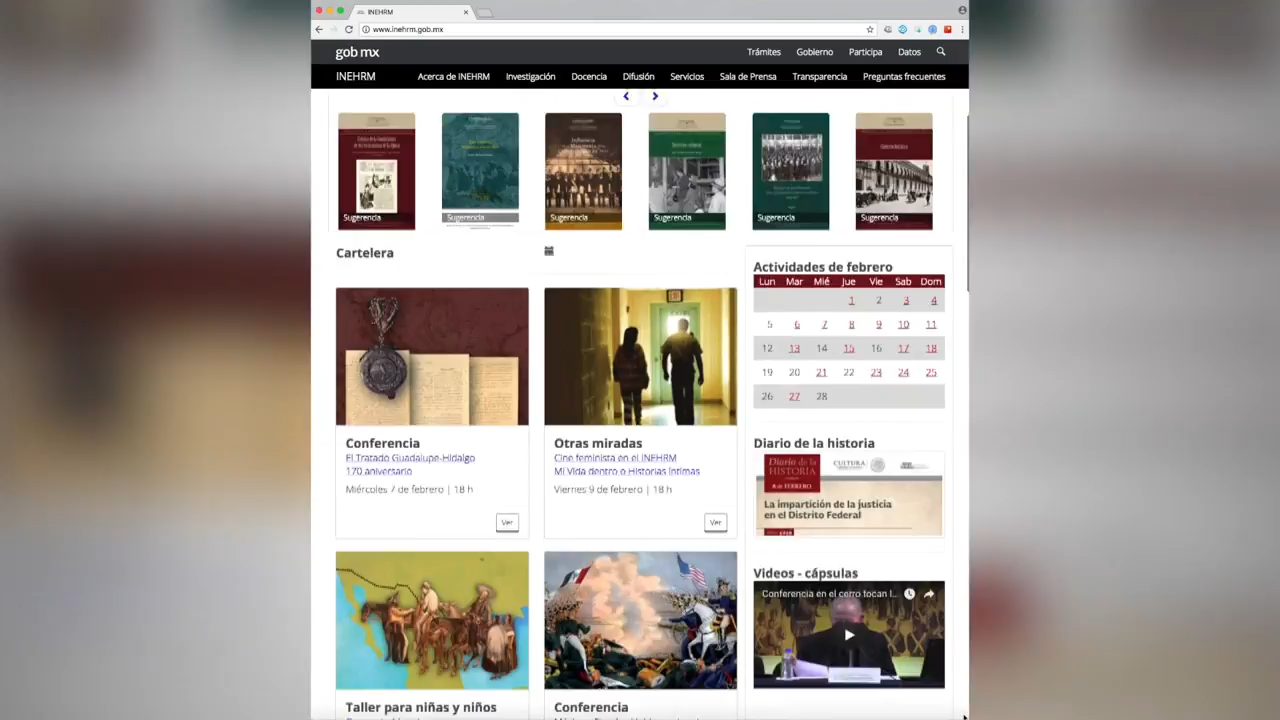 INEHRM
www.inehrm.gob.mx
gob mx
Trámites Gobierno Participa Datos
INEHRM
Acerca de INEHRM Investigación Docencia Difusión Servicios Sala de Prensa Transparencia Preguntas frecuentes
Sugerencia Sugerencia Sugerencia Sugerencia Sugerencia Sugerencia
Cartelera
Conferencia
El Tratado Guadalupe-Hidalgo
170 aniversario
Miércoles 7 de febrero | 18 h
Ver
Otras miradas
Cine feminista en el INEHRM
Mi Vida dentro o Historias íntimas
Viernes 9 de febrero | 18 h
Ver
Taller para niñas y niños
Conferencia
Actividades de febrero
Lun Mar Mié Jue Vie Sab Dom
1 2 3 4
5 6 7 8 9 10 11
12 13 14 15 16 17 18
19 20 21 22 23 24 25
26 27 28
Diario de la historia
Diario de la
HISTORIA
8 de FEBRERO
CULTURA
La impartición de la justicia
en el Distrito Federal
Videos - cápsulas
Conferencia en el cerro tocan l...